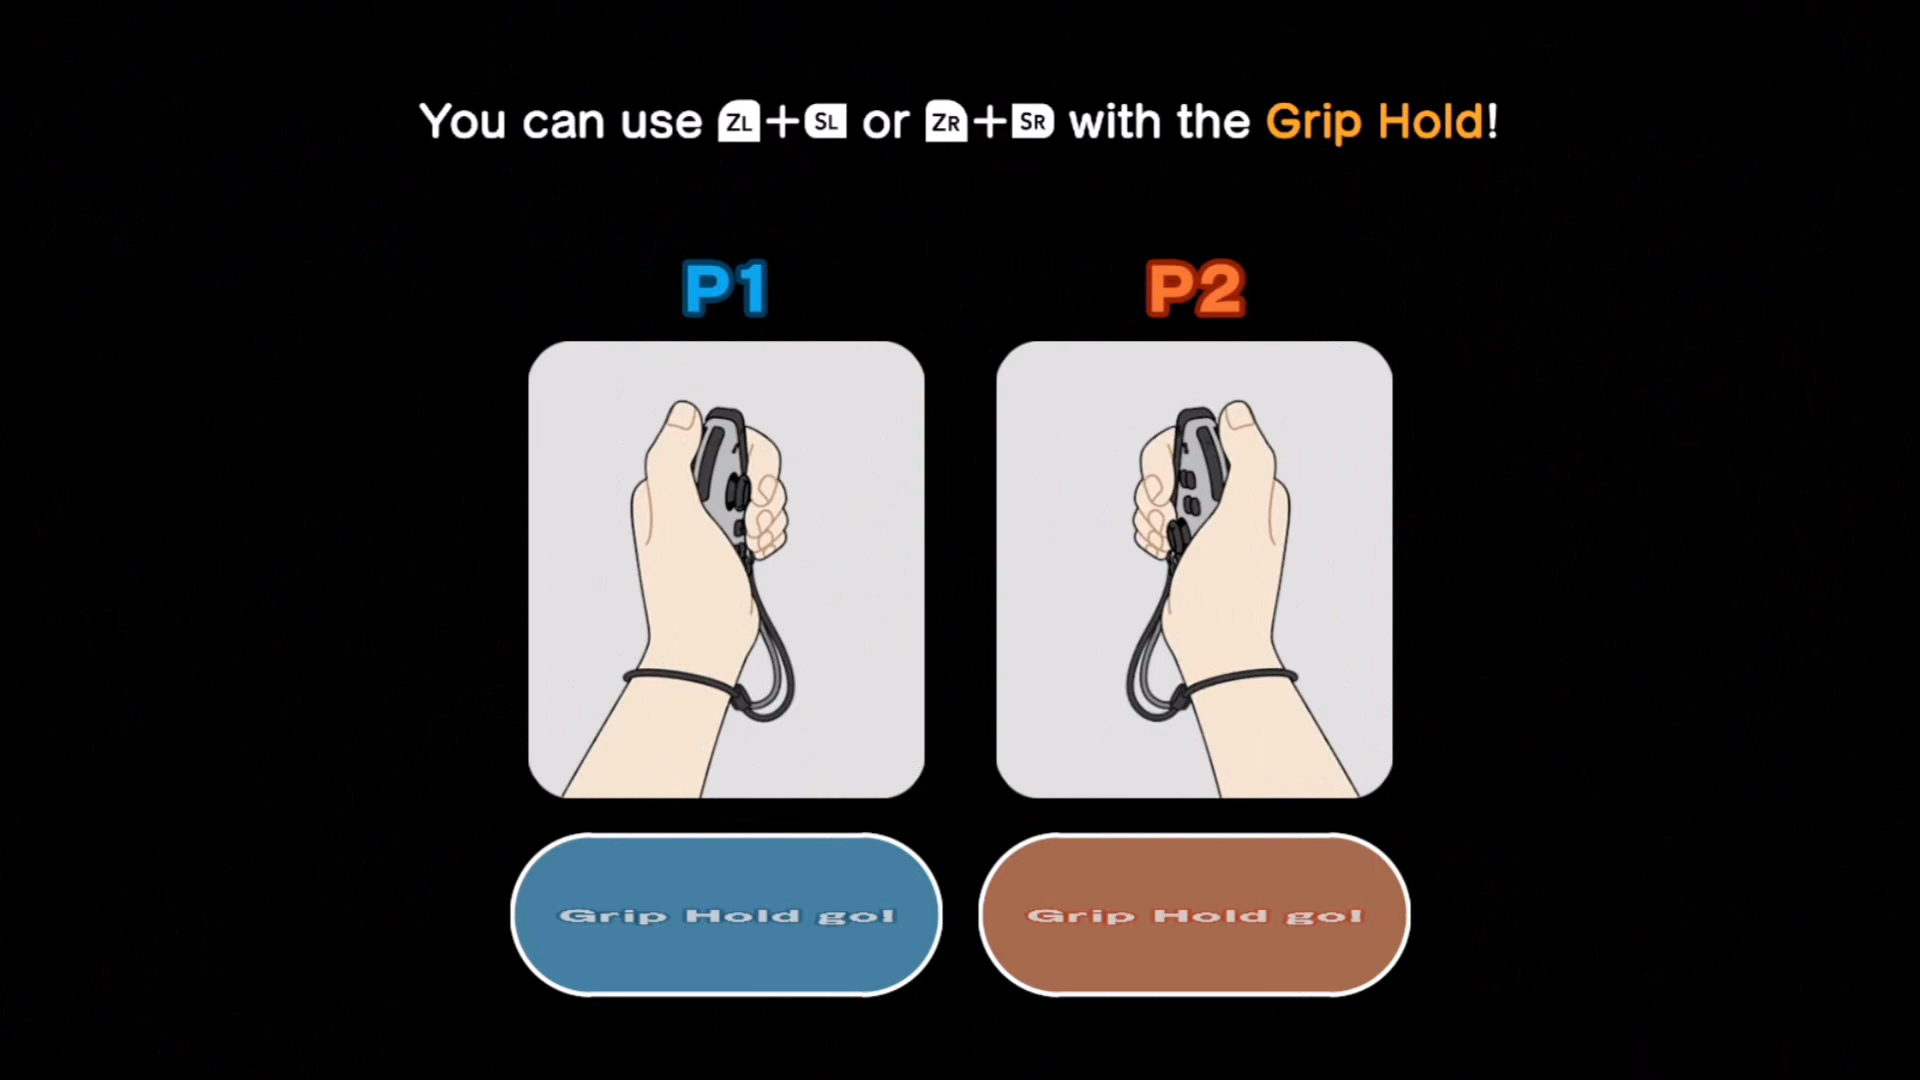 You can use ZL+SL or ZR+SR with the Grip Hold!
P1 P2
Grip Hold go! Grip Hold go!